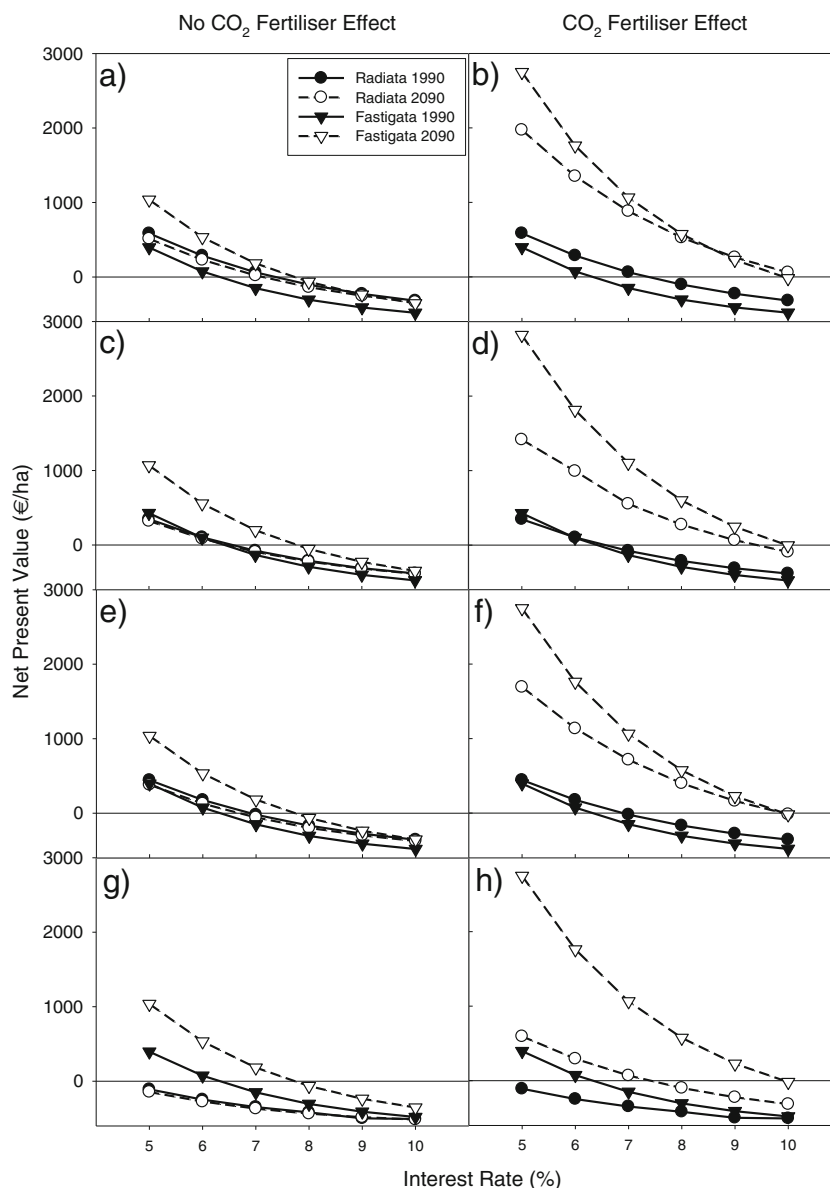 No CO₂ Fertiliser Effect
CO₂ Fertiliser Effect
a)
b)
Radiata 1990
Radiata 2090
Fastigata 1990
Fastigata 2090
3000
2000
1000
0
c)
d)
3000
2000
1000
0
e)
f)
3000
2000
1000
0
g)
h)
3000
2000
1000
0
Net Present Value (€/ha)
5 6 7 8 9 10
5 6 7 8 9 10
Interest Rate (%)